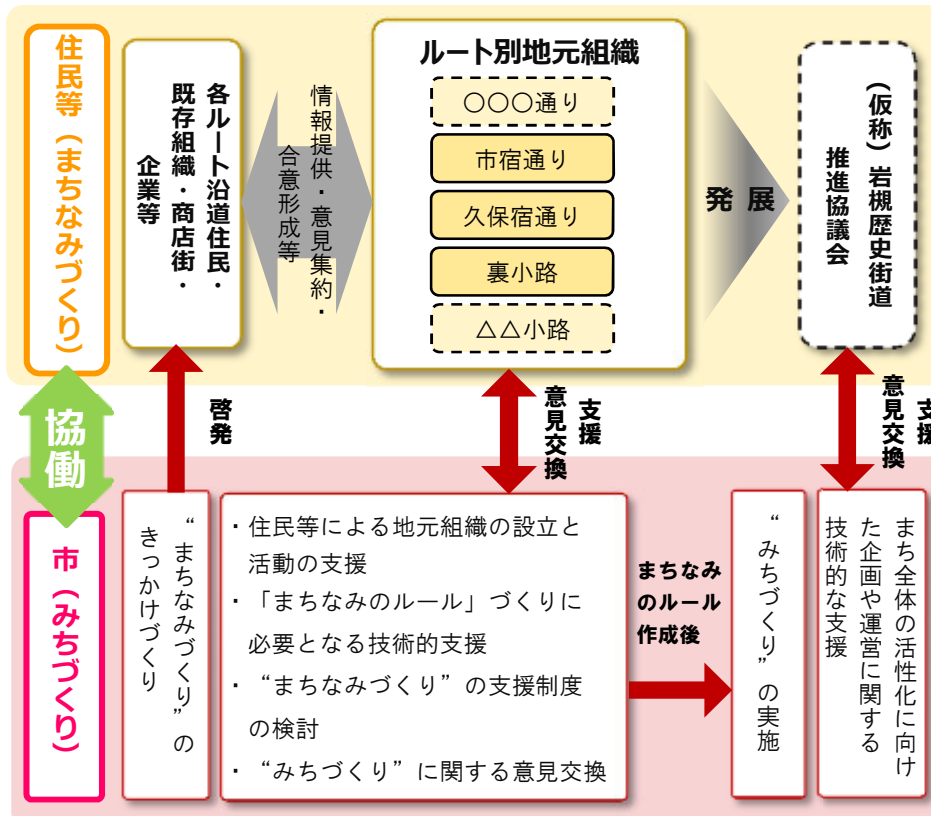 住民等（まちなみづくり）
各ルート沿道住民・
既存組織・商店街・
企業等
情報提供・意見集約・
合意形成等
ルート別地元組織
〇〇〇通り
市宿通り
久保宿通り
裏小路
△△小路
発展
（仮称）岩槻歴史街道
推進協議会
協働
啓発
支援
意見交換
支援
意見交換
市（みちづくり）
“まちなみづくり”の
きっかけづくり
・住民等による地元組織の設立と
活動の支援
・「まちなみのルール」づくりに
必要となる技術的支援
・“まちなみづくり”の支援制度
の検討
・“みちづくり”に関する意見交換
まちなみ
のルール
作成後
“みちづくり”の実施
まち全体の活性化に向け
た企画や運営に関する
技術的な支援